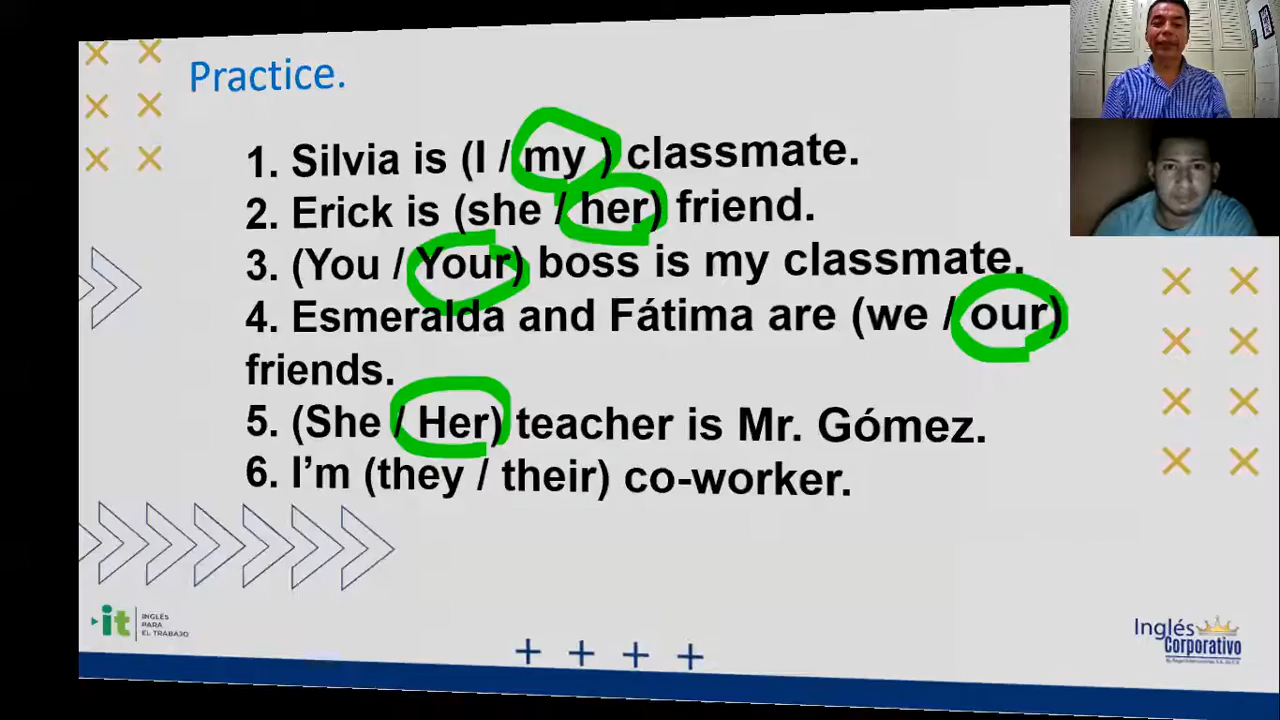 Practice.
1. Silvia is (I / my ) classmate.
2. Erick is (she / her) friend.
3. (You / Your) boss is my classmate.
4. Esmeralda and Fátima are (we / our)
friends.
5. (She / Her) teacher is Mr. Gómez.
6. I’m (they / their) co-worker.
it
INGLÉS
PARA
EL TRABAJO
Inglés
Corporativo